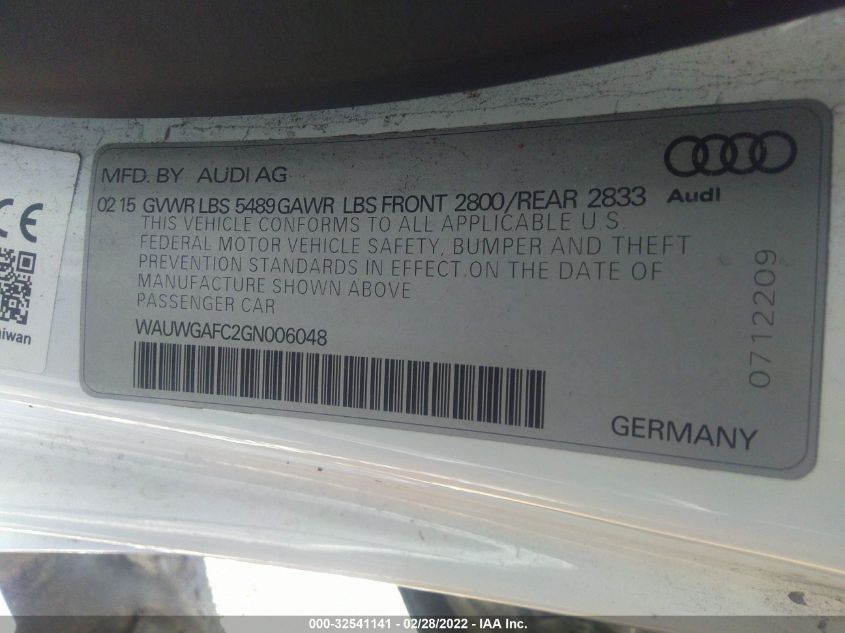 MFD. BY AUDI AG
02 15 GVWR LBS 5489 GAWR LBS FRONT 2800/REAR 2833
THIS VEHICLE CONFORMS TO ALL APPLICABLE U.S.
FEDERAL MOTOR VEHICLE SAFETY, BUMPER AND THEFT
PREVENTION STANDARDS IN EFFECT ON THE DATE OF
MANUFACTURE SHOWN ABOVE
PASSENGER CAR
WAUWGAFC2GN006048
GERMANY
Audi
0712209
CE
000-32541141 - 02/28/2022 - IAA Inc.